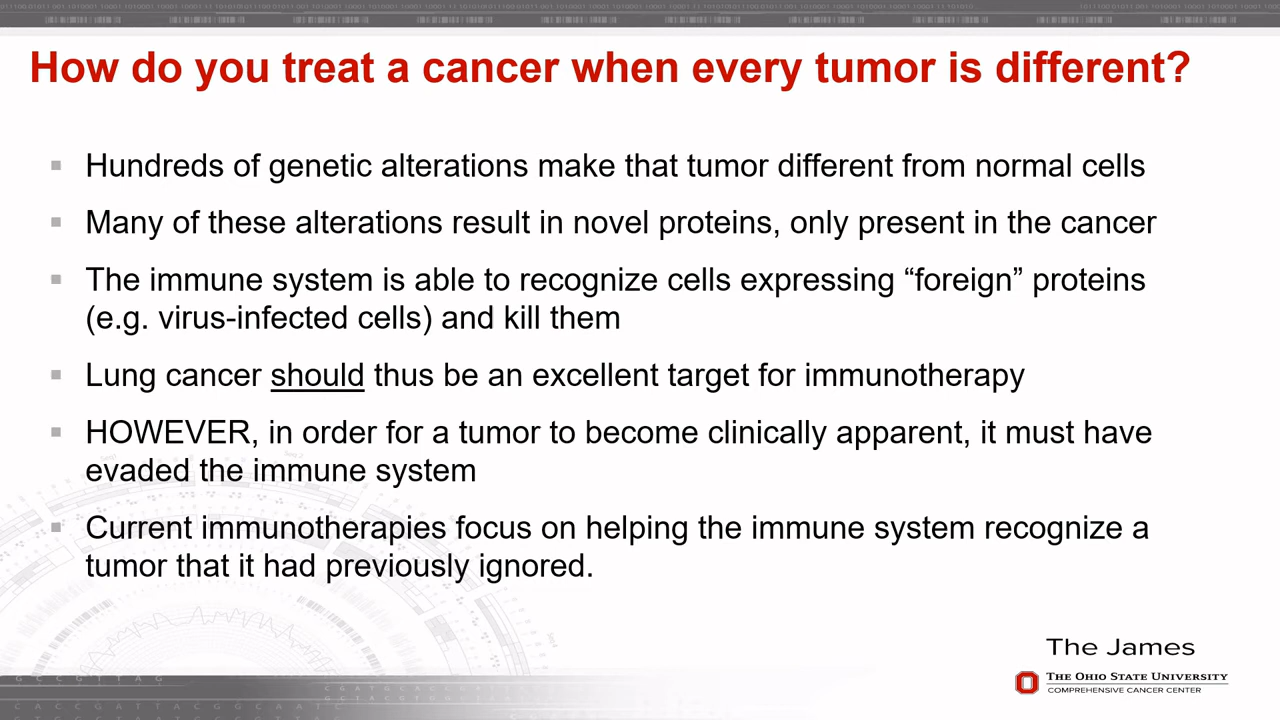 How do you treat a cancer when every tumor is different?
Hundreds of genetic alterations make that tumor different from normal cells
Many of these alterations result in novel proteins, only present in the cancer
The immune system is able to recognize cells expressing “foreign” proteins
(e.g. virus-infected cells) and kill them
Lung cancer should thus be an excellent target for immunotherapy
HOWEVER, in order for a tumor to become clinically apparent, it must have
evaded the immune system
Current immunotherapies focus on helping the immune system recognize a
tumor that it had previously ignored.
The James
THE OHIO STATE UNIVERSITY
COMPREHENSIVE CANCER CENTER
G C C G T T A G